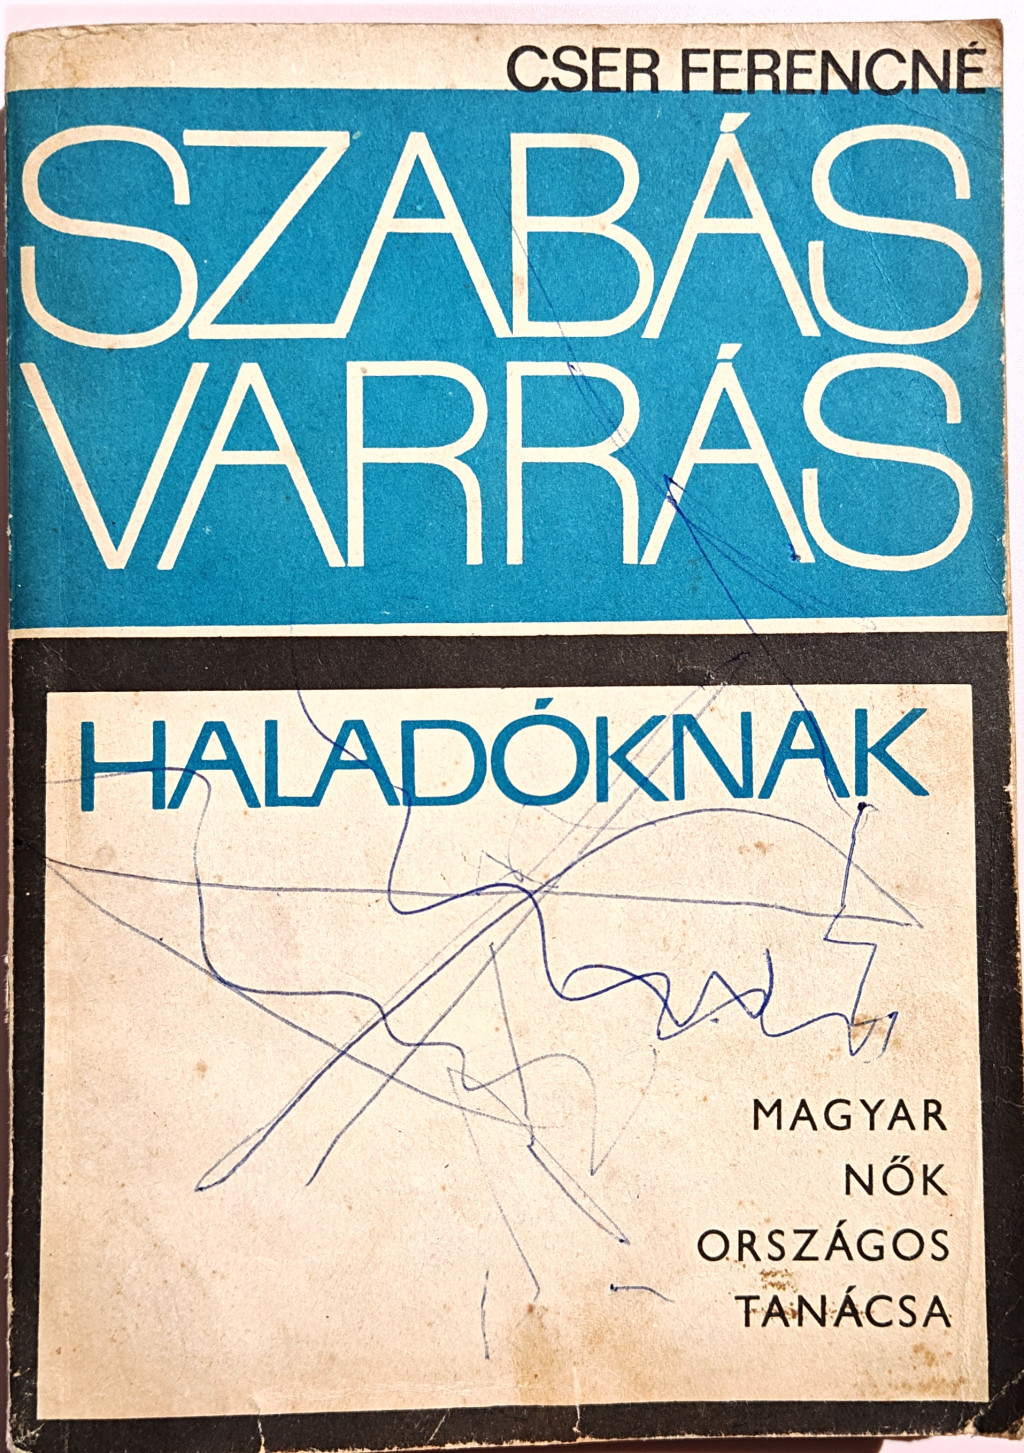 CSER FERENCNÉ
SZABÁS
VARRÁS
HALADÓKNAK
MAGYAR
NŐK
ORSZÁGOS
TANÁCSA